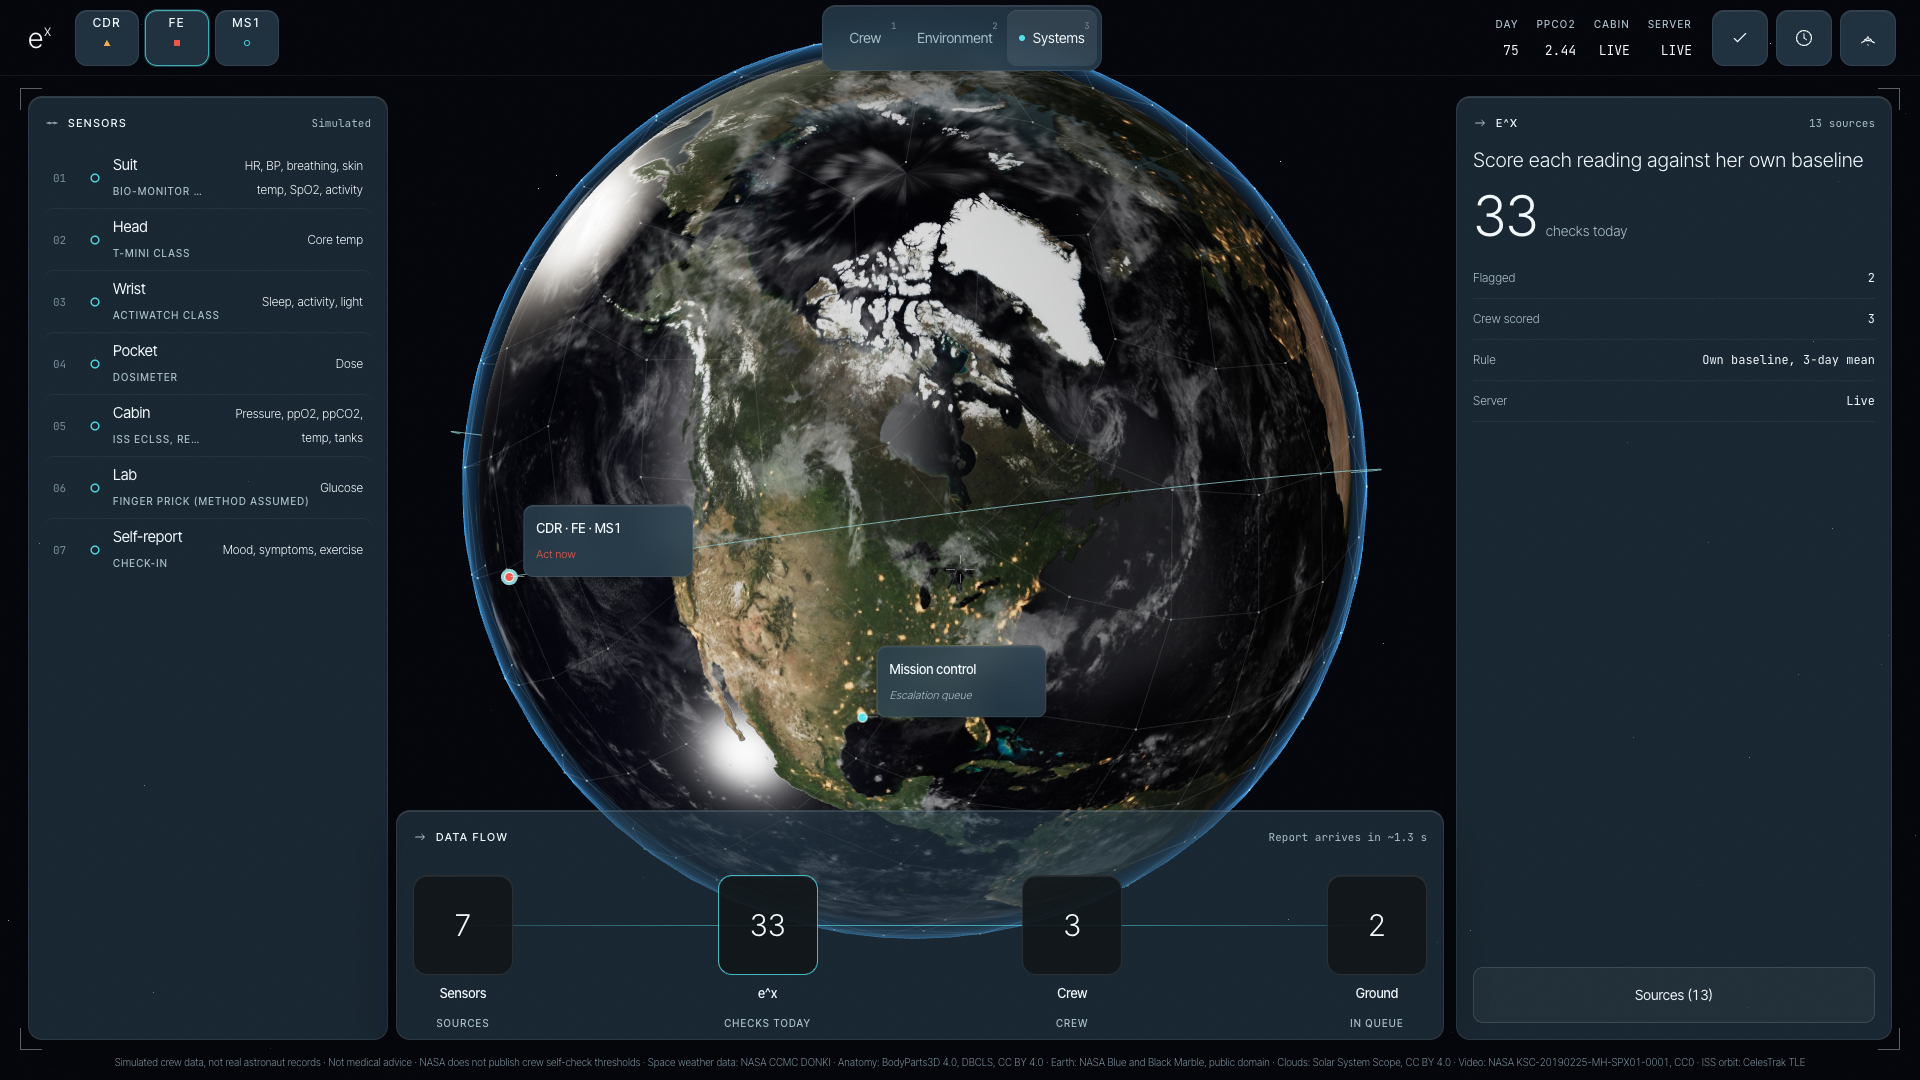 e^x
CDR
FE
MS1
Crew 1
Environment 2
Systems 3
DAY PPCO2 CABIN SERVER
75 2.44 LIVE LIVE
SENSORS Simulated
01 Suit HR, BP, breathing, skin
BIO-MONITOR ... temp, SpO2, activity
02 Head Core temp
T-MINI CLASS
03 Wrist Sleep, activity, light
ACTIWATCH CLASS
04 Pocket Dose
DOSIMETER
05 Cabin Pressure, ppO2, ppCO2,
ISS ECLSS, RE... temp, tanks
06 Lab Glucose
FINGER PRICK (METHOD ASSUMED)
07 Self-report Mood, symptoms, exercise
CHECK-IN
CDR · FE · MS1
Act now
Mission control
Escalation queue
→ E^X 13 sources
Score each reading against her own baseline
33 checks today
Flagged 2
Crew scored 3
Rule Own baseline, 3-day mean
Server Live
Sources (13)
→ DATA FLOW Report arrives in ~1.3 s
7 33 3 2
Sensors e^x Crew Ground
SOURCES CHECKS TODAY CREW IN QUEUE
Simulated crew data, not real astronaut records · Not medical advice · NASA does not publish crew self-check thresholds · Space weather data: NASA CCMC DONKI · Anatomy: BodyParts3D 4.0, DBCLS, CC BY 4.0 · Earth: NASA Blue and Black Marble, public domain · Clouds: Solar System Scope, CC BY 4.0 · Video: NASA KSC-20190225-MH-SPX01-0001, CC0 · ISS orbit: CelesTrak TLE